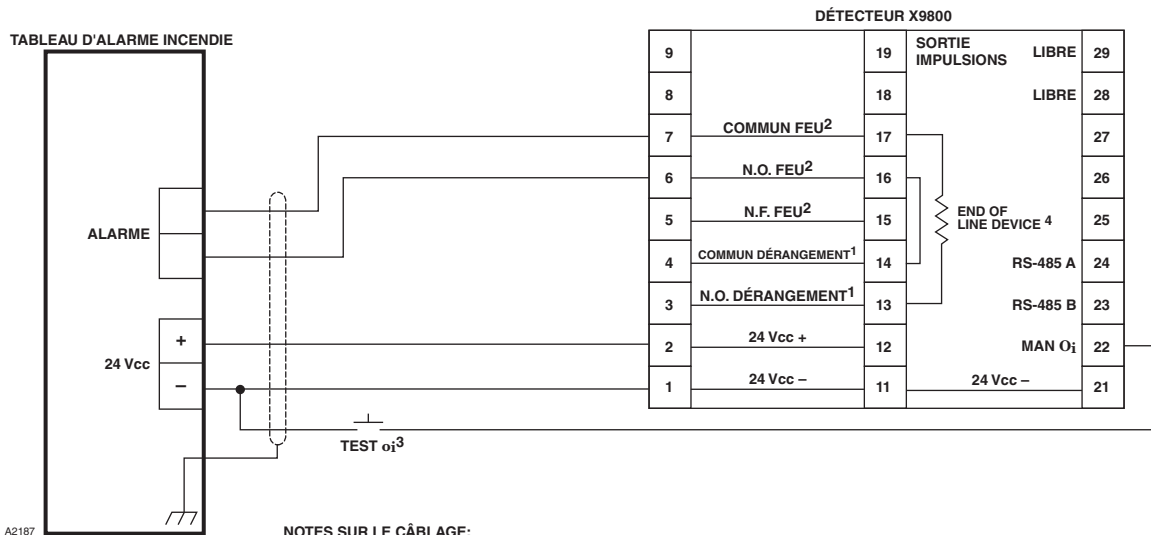 DÉTECTEUR X9800
TABLEAU D'ALARME INCENDIE
9
19
SORTIE
IMPULSIONS
LIBRE
29
8
18
LIBRE
28
7
COMMUN FEU2
17
27
6
N.O. FEU2
16
26
5
N.F. FEU2
15
END OF
LINE DEVICE 4
25
ALARME
4
COMMUN DÉRANGEMENT1
14
RS-485 A
24
3
N.O. DÉRANGEMENT1
13
RS-485 B
23
+
2
24 Vcc +
12
MAN Oi
22
24 Vcc
–
1
24 Vcc –
11
24 Vcc –
21
TEST oi3
A2187
NOTES SUR LE CÂBLAGE: